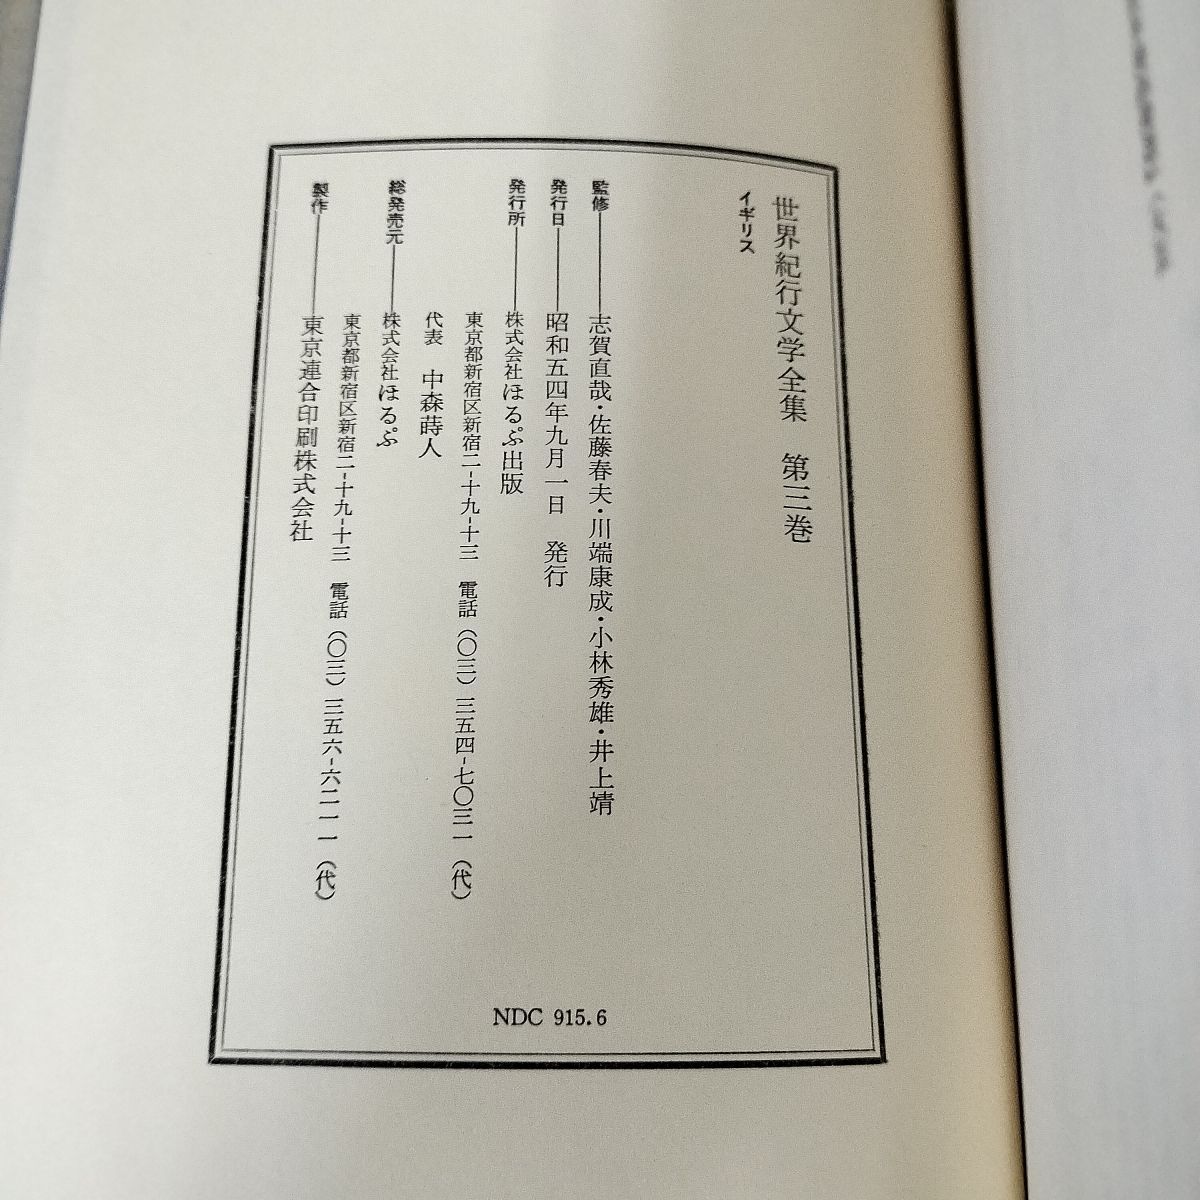 世界紀行文学全集　第三巻
イギリス
監修――志賀直哉・佐藤春夫・川端康成・小林秀雄・井上靖
発行日――昭和五四年九月一日　発行
発行所――株式会社ほるぷ出版
東京都新宿区新宿二-十九-十三　電話（〇三）三五四-七〇三一（代）
代表　中森蒔人
総発売元――株式会社ほるぷ
東京都新宿区新宿二-十九-十三　電話（〇三）三五六-六二一一（代）
製作――東京連合印刷株式会社
NDC 915.6